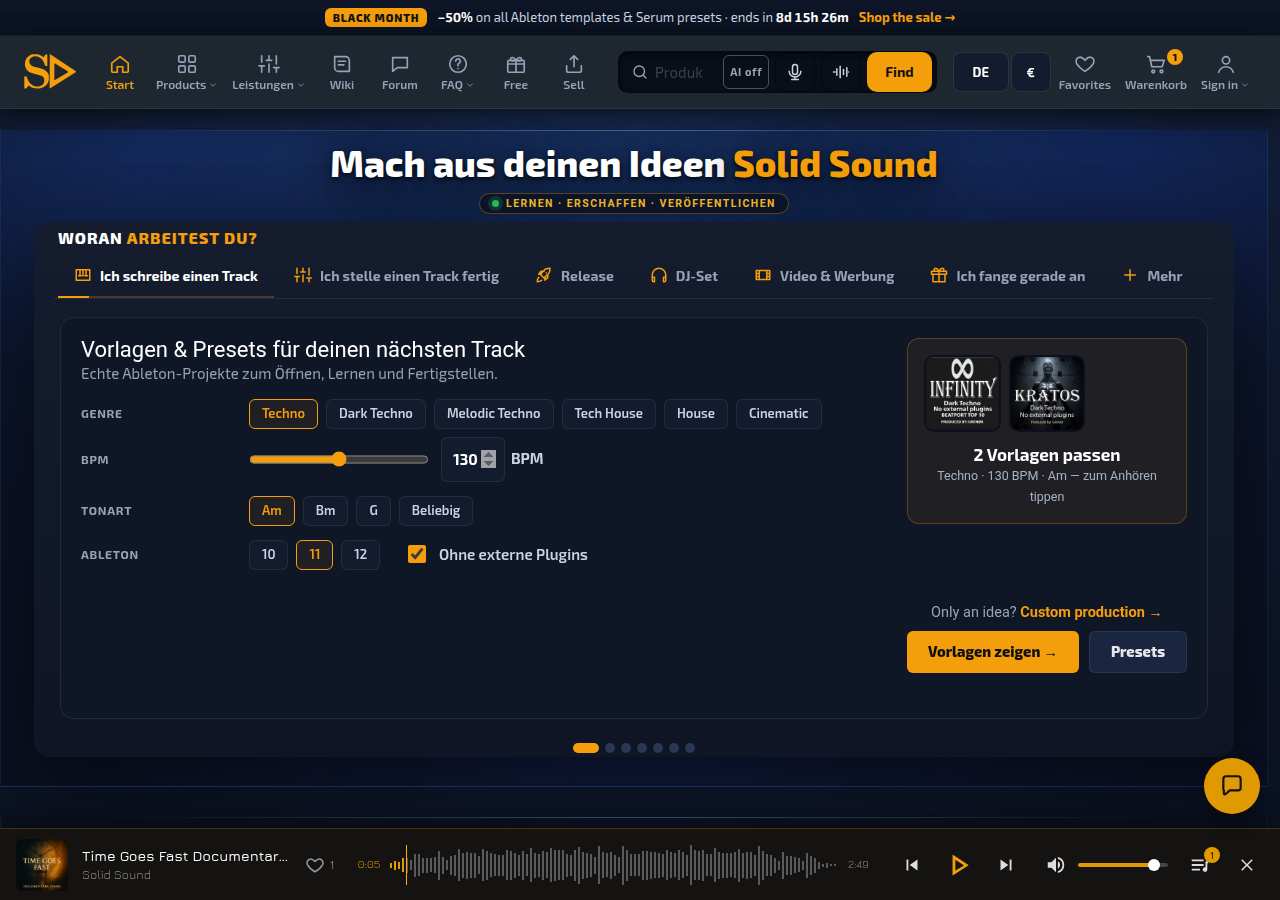 BLACK MONTH –50% on all Ableton templates & Serum presets · ends in 8d 15h 26m Shop the sale →
SD Start Products Leistungen Wiki Forum FAQ Free Sell Produk AI off Find DE € Favorites Warenkorb 1 Sign in
Mach aus deinen Ideen Solid Sound
LERNEN · ERSCHAFFEN · VERÖFFENTLICHEN
WORAN ARBEITEST DU?
Ich schreibe einen Track Ich stelle einen Track fertig Release DJ-Set Video & Werbung Ich fange gerade an Mehr
Vorlagen & Presets für deinen nächsten Track
Echte Ableton-Projekte zum Öffnen, Lernen und Fertigstellen.
GENRE Techno Dark Techno Melodic Techno Tech House House Cinematic
BPM 130 BPM
TONART Am Bm G Beliebig
ABLETON 10 11 12 Ohne externe Plugins
INFINITY
Dark Techno
No external plugins
BEATPORT TOP 10
KRATOS
Dark Techno
No external plugins
2 Vorlagen passen
Techno · 130 BPM · Am — zum Anhören
tippen
Only an idea? Custom production →
Vorlagen zeigen → Presets
TIME GOES
FAST
Time Goes Fast Documentar...
Solid Sound
1 0:05 2:49 1